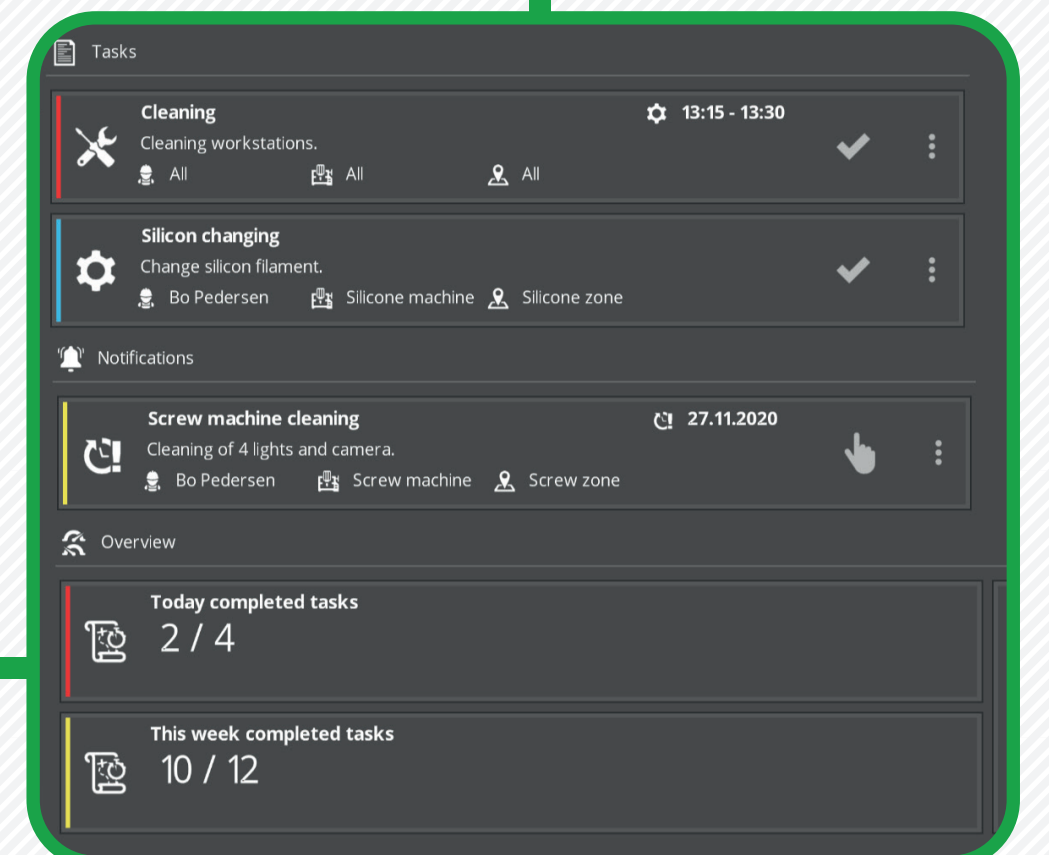 Tasks
Cleaning 13:15 - 13:30
Cleaning workstations.
All All All
Silicon changing
Change silicon filament.
Bo Pedersen Silicone machine Silicone zone
Notifications
Screw machine cleaning 27.11.2020
Cleaning of 4 lights and camera.
Bo Pedersen Screw machine Screw zone
Overview
Today completed tasks
2 / 4
This week completed tasks
10 / 12